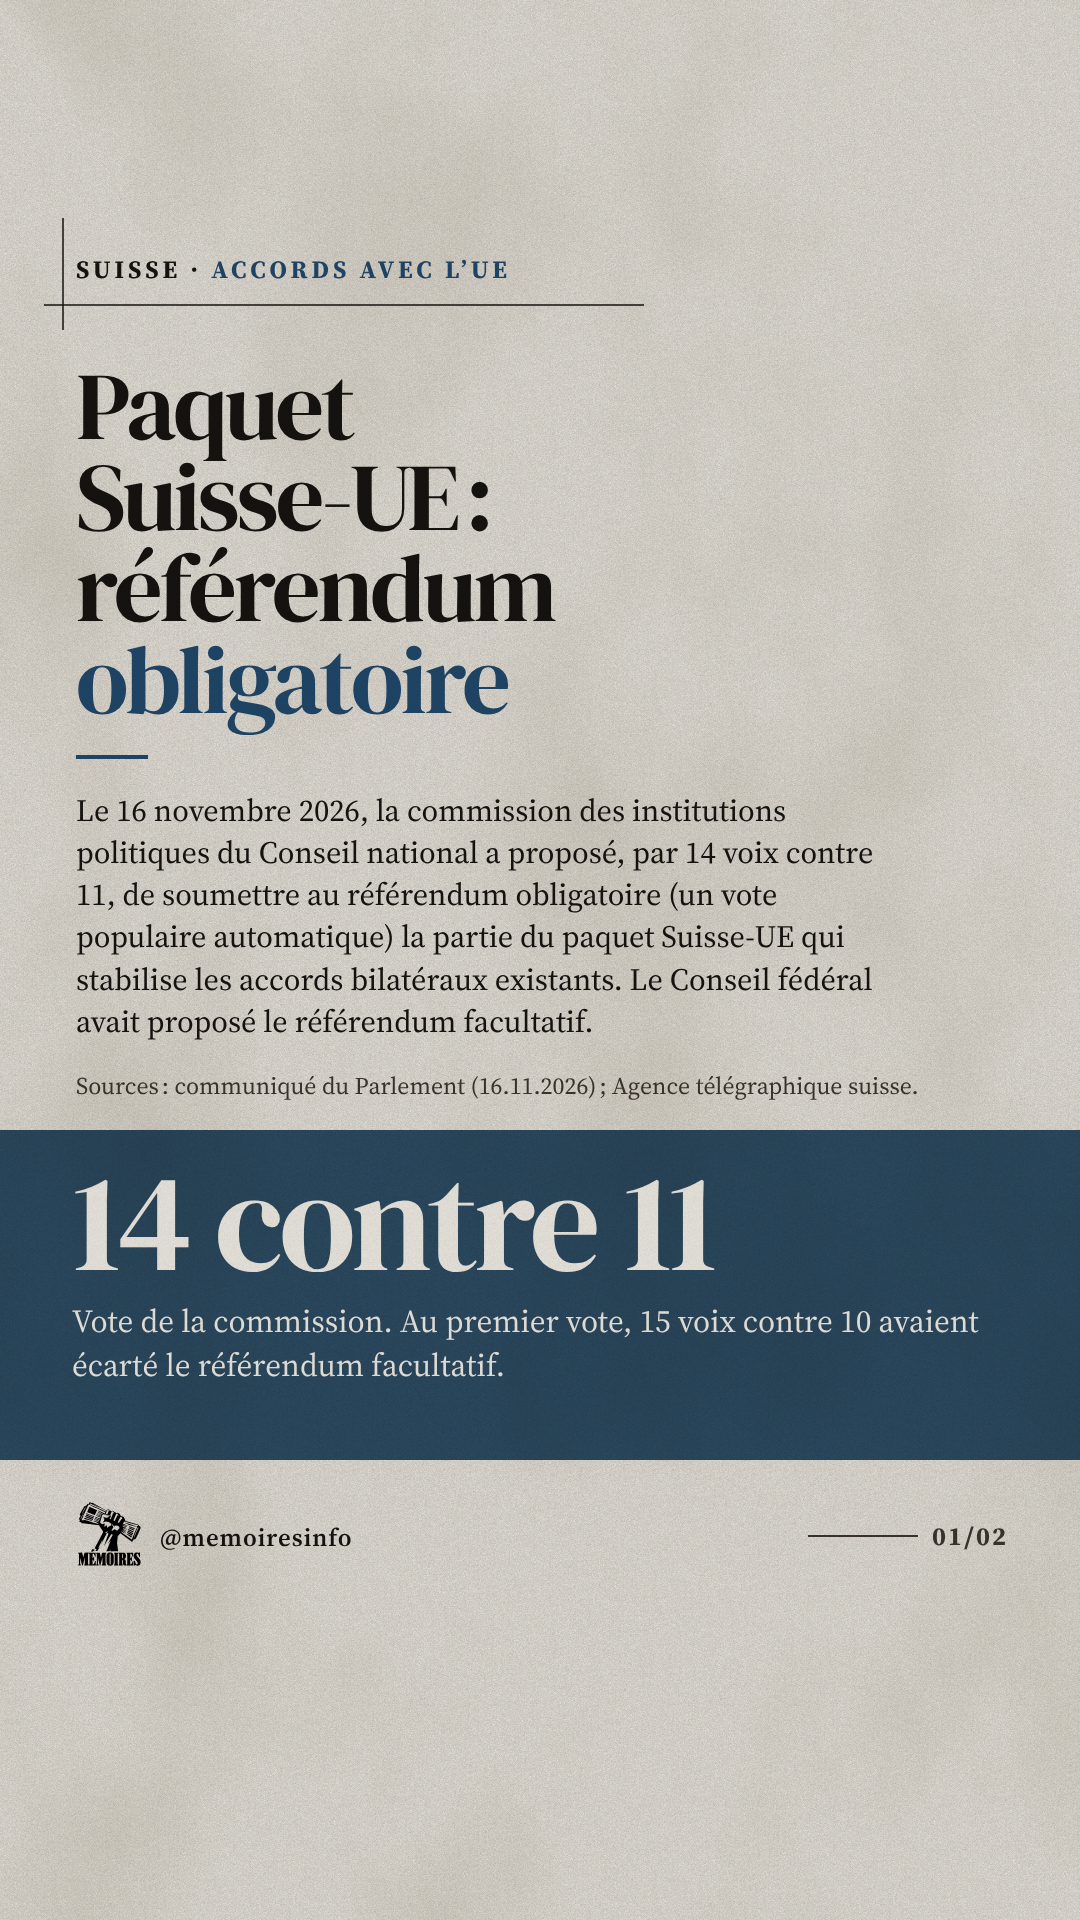 SUISSE · ACCORDS AVEC L’UE
Paquet
Suisse-UE :
référendum
obligatoire
Le 16 novembre 2026, la commission des institutions
politiques du Conseil national a proposé, par 14 voix contre
11, de soumettre au référendum obligatoire (un vote
populaire automatique) la partie du paquet Suisse-UE qui
stabilise les accords bilatéraux existants. Le Conseil fédéral
avait proposé le référendum facultatif.
Sources : communiqué du Parlement (16.11.2026) ; Agence télégraphique suisse.
14 contre 11
Vote de la commission. Au premier vote, 15 voix contre 10 avaient
écarté le référendum facultatif.
MÉMOIRES
@memoiresinfo
01/02